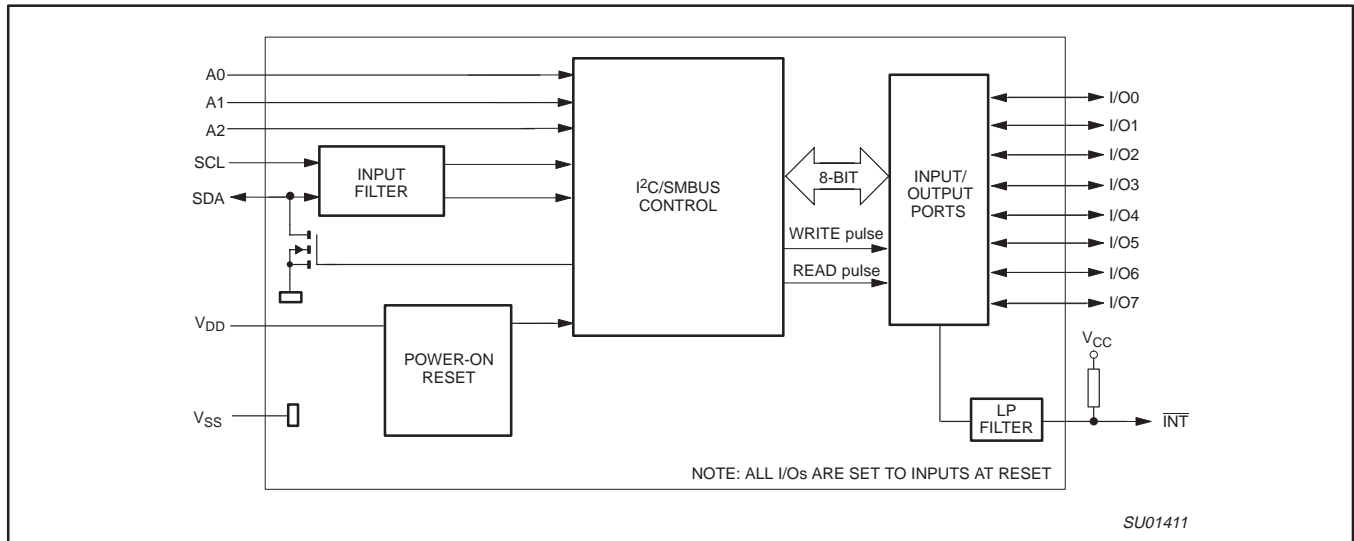 A0
A1
A2
SCL
SDA
VDD
VSS
INPUT
FILTER
POWER-ON
RESET
I2C/SMBUS
CONTROL
8-BIT
WRITE pulse
READ pulse
INPUT/
OUTPUT
PORTS
I/O0
I/O1
I/O2
I/O3
I/O4
I/O5
I/O6
I/O7
VCC
LP
FILTER
INT
NOTE: ALL I/Os ARE SET TO INPUTS AT RESET
SU01411